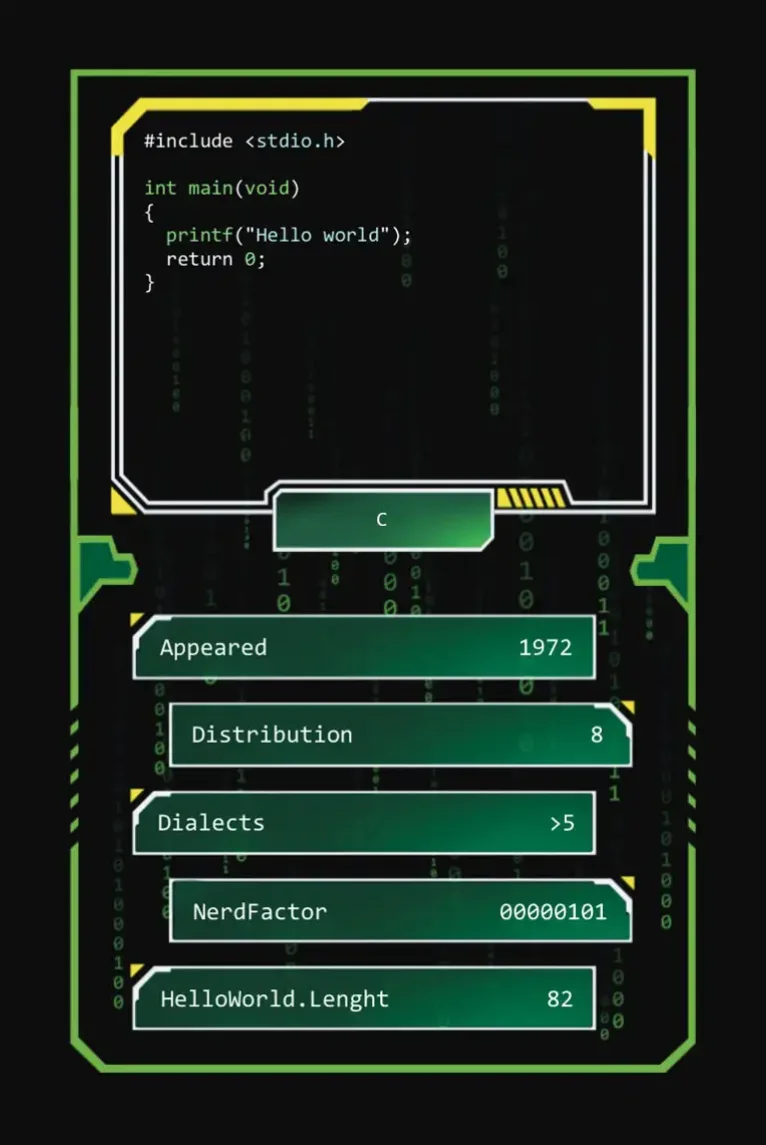 #include <stdio.h>
int main(void)
{
printf("Hello world");
return 0;
}
C
Appeared 1972
Distribution 8
Dialects >5
NerdFactor 00000101
HelloWorld.Lenght 82